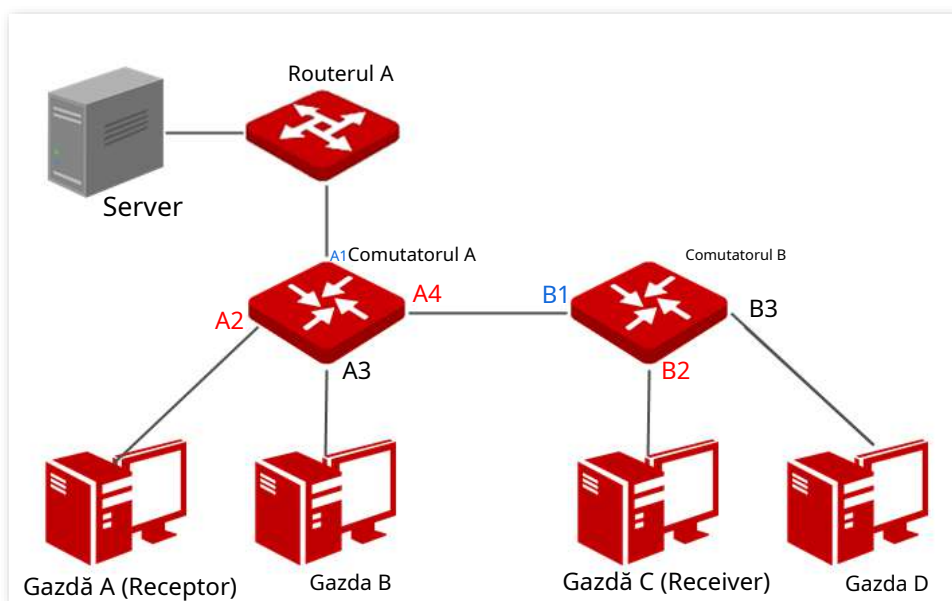 Routerul A
Server
A1Comutatorul A
Comutatorul B
A2
A4
B1
B3
A3
B2
Gazdă A (Receptor)
Gazda B
Gazdă C (Receiver)
Gazda D